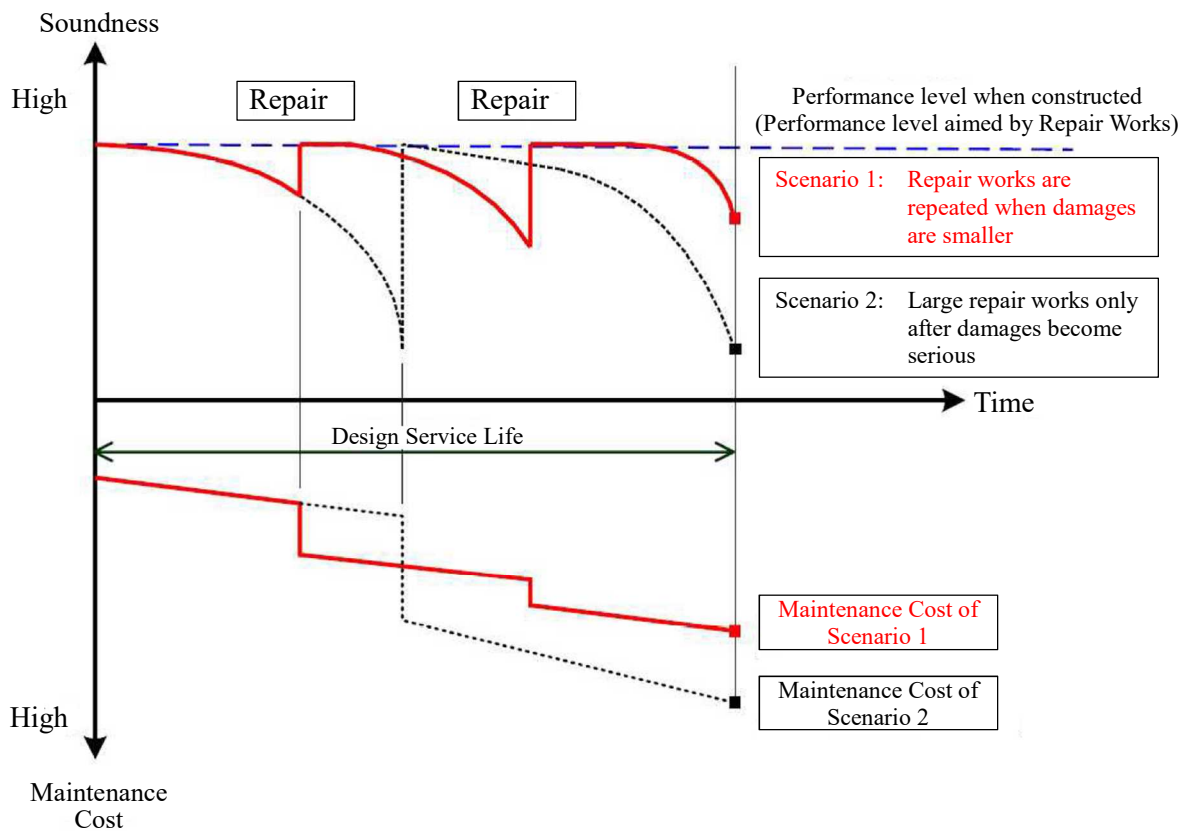 Soundness
High
Repair
Repair
Performance level when constructed
(Performance level aimed by Repair Works)
Scenario 1: Repair works are
repeated when damages
are smaller
Scenario 2: Large repair works only
after damages become
serious
Time
Design Service Life
Maintenance Cost of
Scenario 1
Maintenance Cost of
Scenario 2
High
Maintenance
Cost